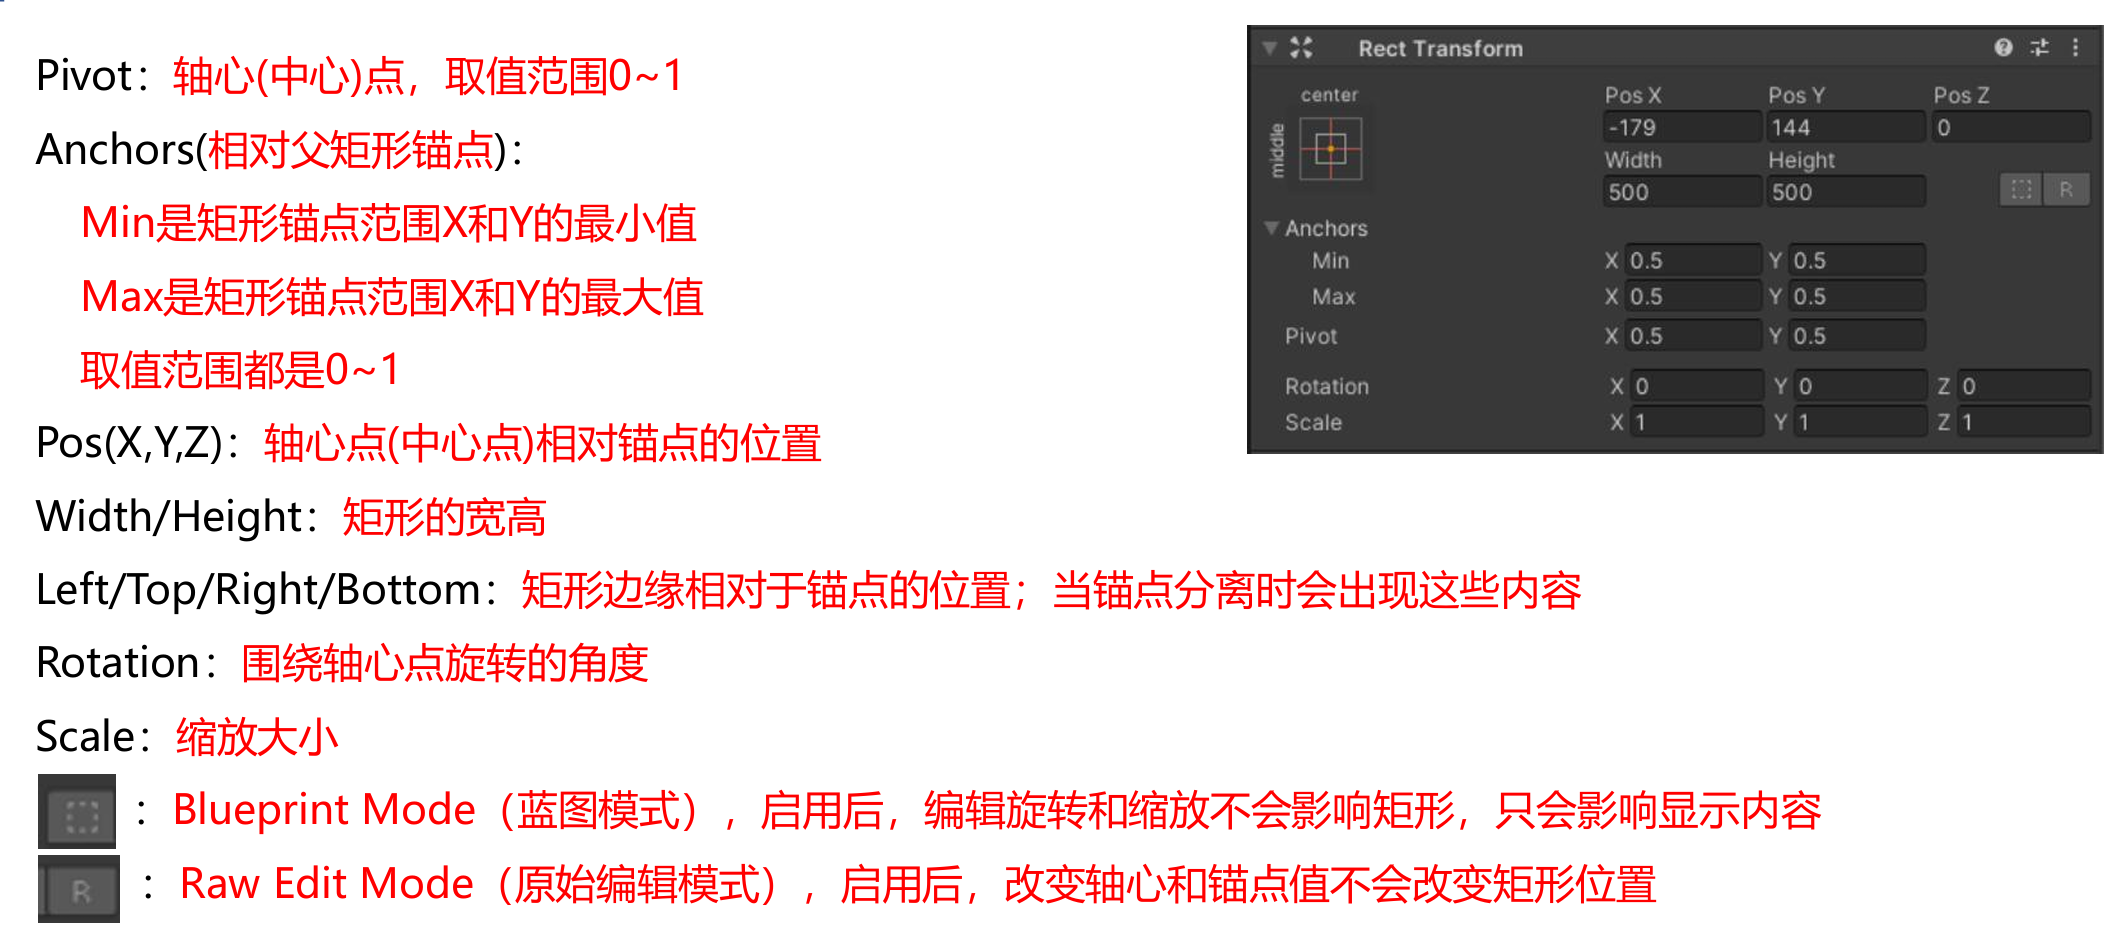 Pivot：轴心(中心)点，取值范围0~1
Anchors(相对父矩形锚点)：
Min是矩形锚点范围X和Y的最小值
Max是矩形锚点范围X和Y的最大值
取值范围都是0~1
Pos(X,Y,Z)：轴心点(中心点)相对锚点的位置
Width/Height：矩形的宽高
Left/Top/Right/Bottom：矩形边缘相对于锚点的位置；当锚点分离时会出现这些内容
Rotation：围绕轴心点旋转的角度
Scale：缩放大小
：Blueprint Mode（蓝图模式），启用后，编辑旋转和缩放不会影响矩形，只会影响显示内容
R ：Raw Edit Mode（原始编辑模式），启用后，改变轴心和锚点值不会改变矩形位置
Rect Transform
center
middle
Pos X Pos Y Pos Z
-179 144 0
Width Height
500 500 R
Anchors
Min X 0.5 Y 0.5
Max X 0.5 Y 0.5
Pivot X 0.5 Y 0.5
Rotation X 0 Y 0 Z 0
Scale X 1 Y 1 Z 1